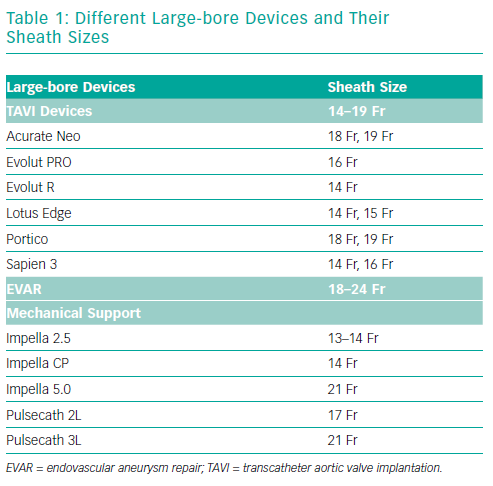 Table 1: Different Large-bore Devices and Their
Sheath Sizes
Large-bore Devices Sheath Size
TAVI Devices 14–19 Fr
Acurate Neo 18 Fr, 19 Fr
Evolut PRO 16 Fr
Evolut R 14 Fr
Lotus Edge 14 Fr, 15 Fr
Portico 18 Fr, 19 Fr
Sapien 3 14 Fr, 16 Fr
EVAR 18–24 Fr
Mechanical Support
Impella 2.5 13–14 Fr
Impella CP 14 Fr
Impella 5.0 21 Fr
Pulsecath 2L 17 Fr
Pulsecath 3L 21 Fr
EVAR = endovascular aneurysm repair; TAVI = transcatheter aortic valve implantation.